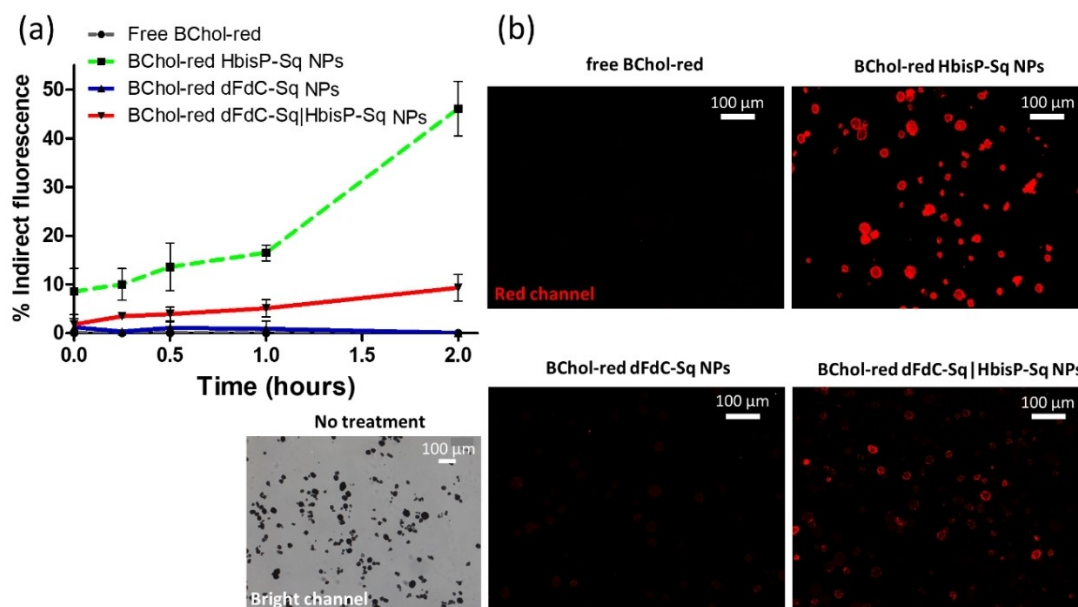 (a)
Free BChol-red
BChol-red HbisP-Sq NPs
BChol-red dFdC-Sq NPs
BChol-red dFdC-Sq|HbisP-Sq NPs
% Indirect fluorescence
50
40
30
20
10
0
0.0
0.5
1.0
1.5
2.0
Time (hours)
No treatment
100 µm
Bright channel
(b)
free BChol-red
100 µm
Red channel
BChol-red HbisP-Sq NPs
100 µm
BChol-red dFdC-Sq NPs
100 µm
BChol-red dFdC-Sq|HbisP-Sq NPs
100 µm